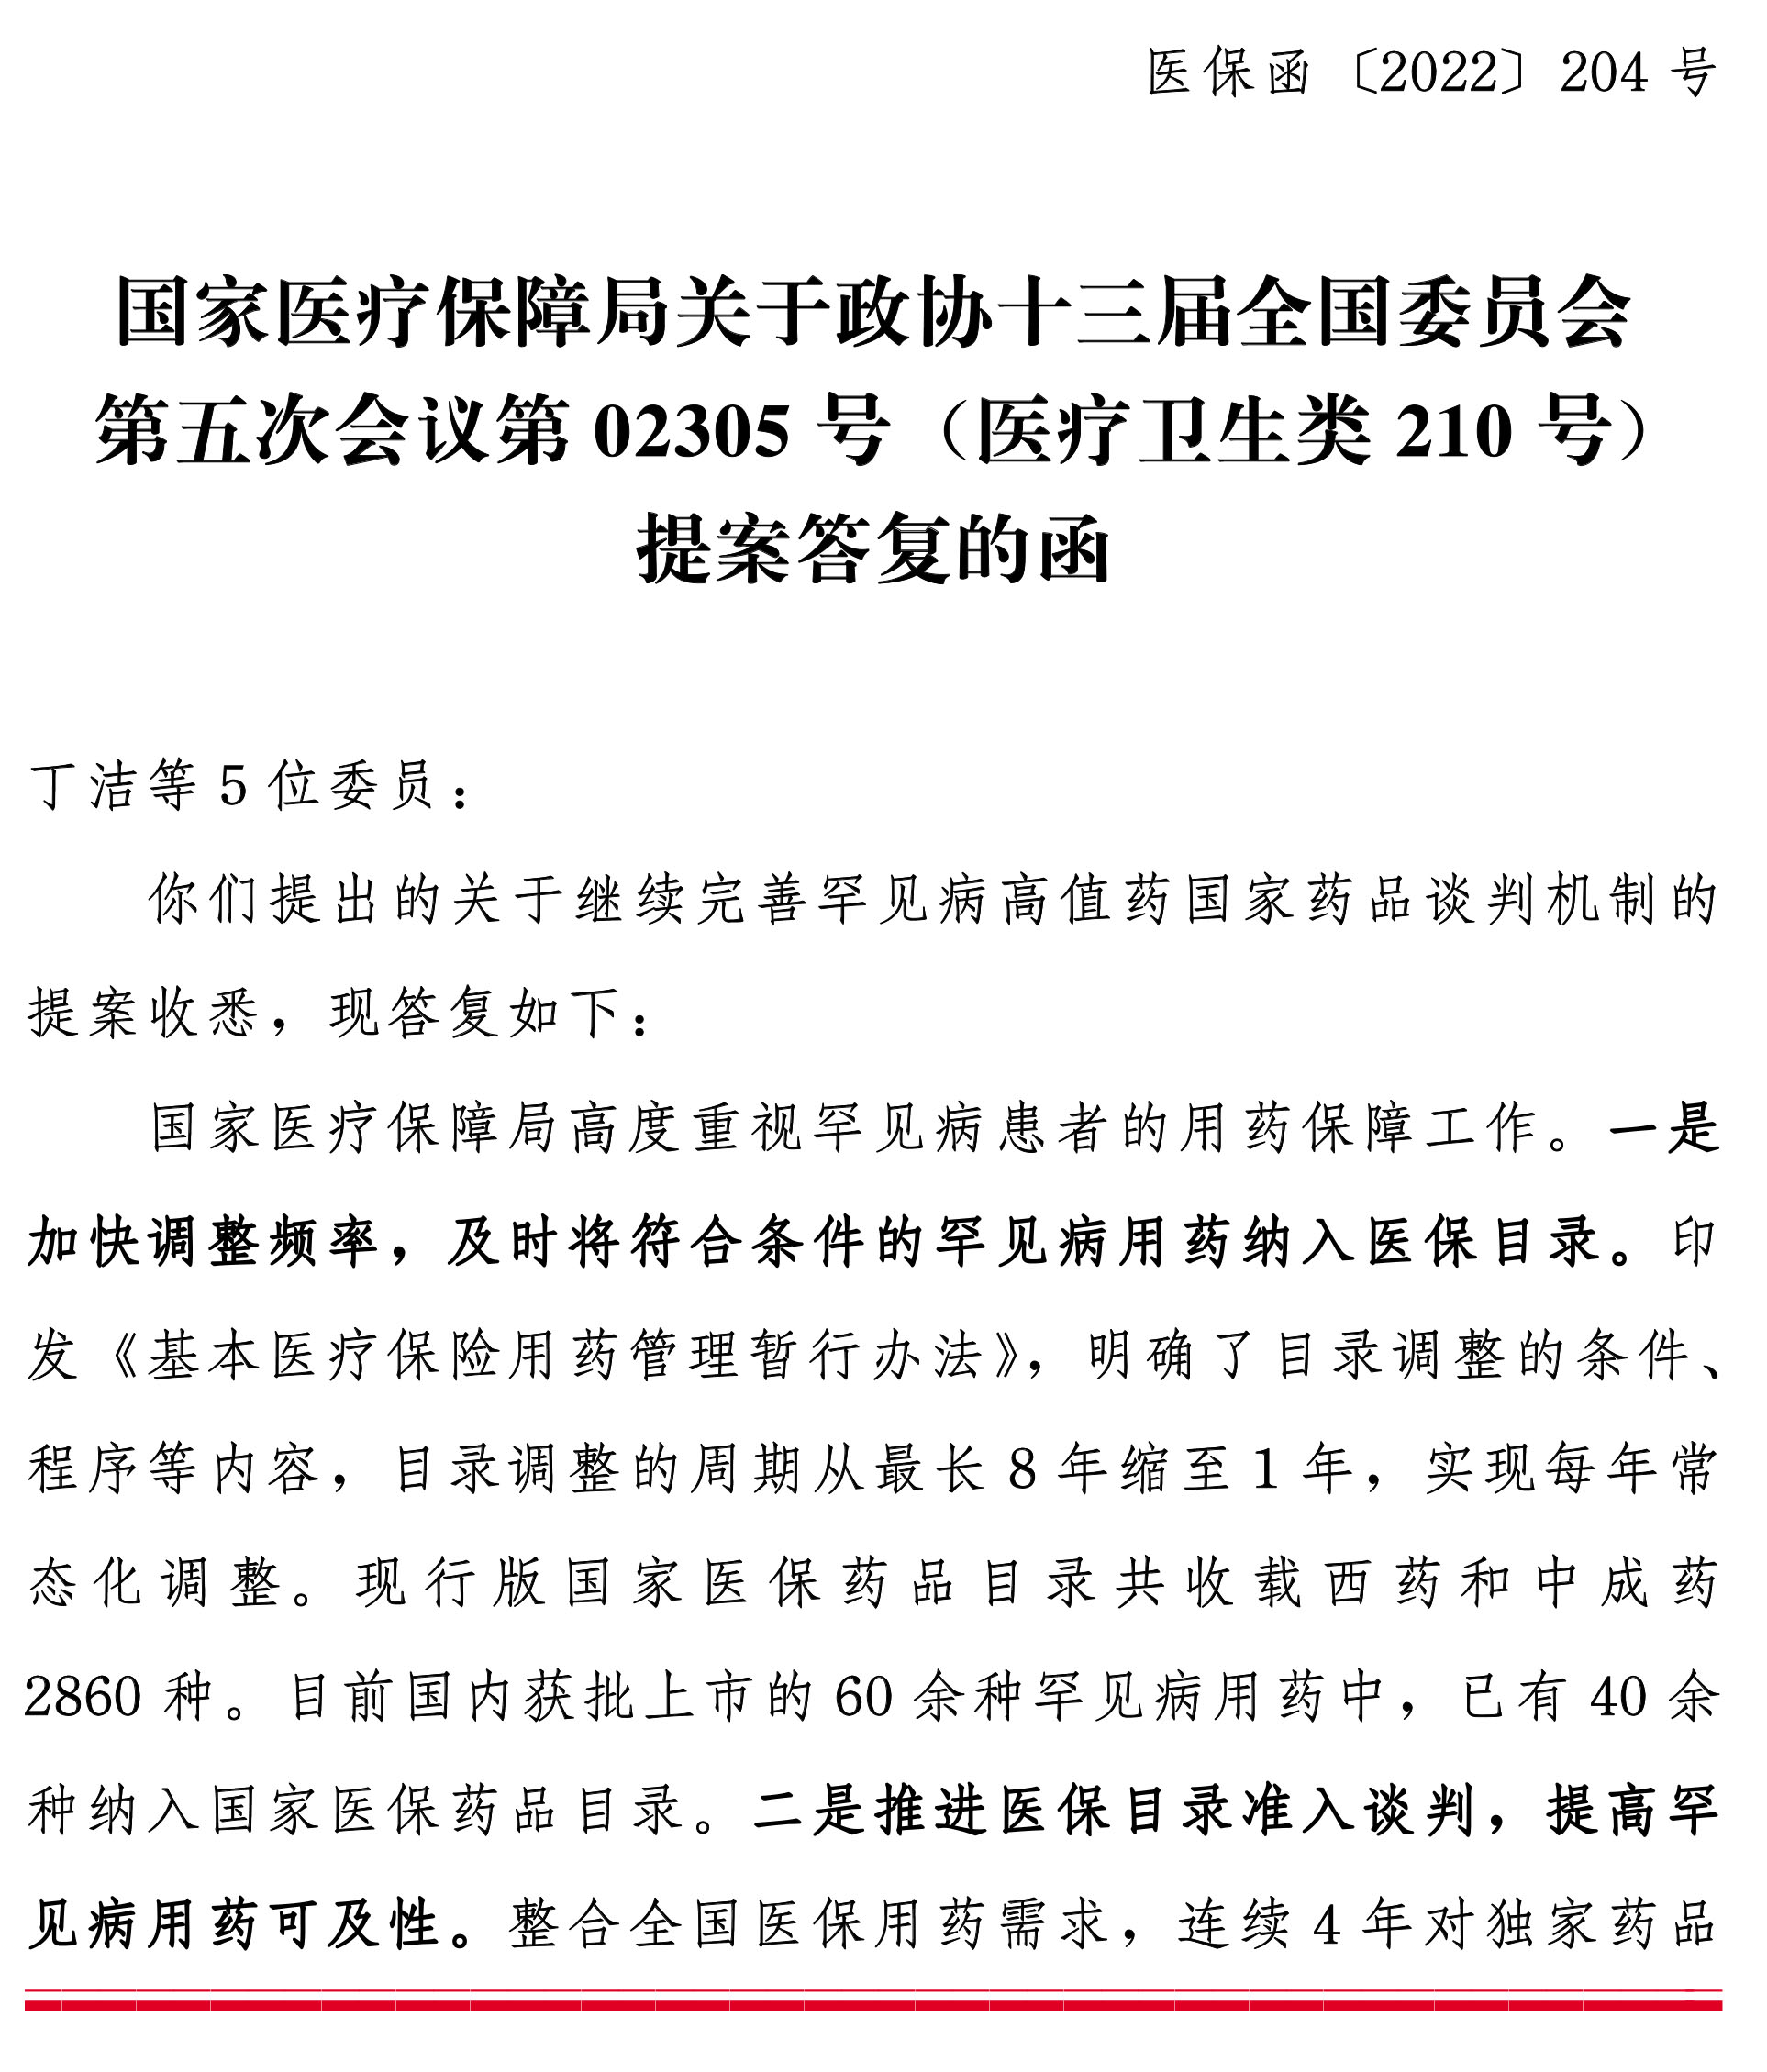 医保函〔2022〕204 号
国家医疗保障局关于政协十三届全国委员会
第五次会议第 02305 号（医疗卫生类 210 号）
提案答复的函
丁洁等 5 位委员：
你们提出的关于继续完善罕见病高值药国家药品谈判机制的
提案收悉，现答复如下：
国家医疗保障局高度重视罕见病患者的用药保障工作。一是
加快调整频率，及时将符合条件的罕见病用药纳入医保目录。印
发《基本医疗保险用药管理暂行办法》，明确了目录调整的条件、
程序等内容，目录调整的周期从最长 8 年缩至 1 年，实现每年常
态化调整。现行版国家医保药品目录共收载西药和中成药
2860 种。目前国内获批上市的 60 余种罕见病用药中，已有 40 余
种纳入国家医保药品目录。二是推进医保目录准入谈判，提高罕
见病用药可及性。整合全国医保用药需求，连续 4 年对独家药品